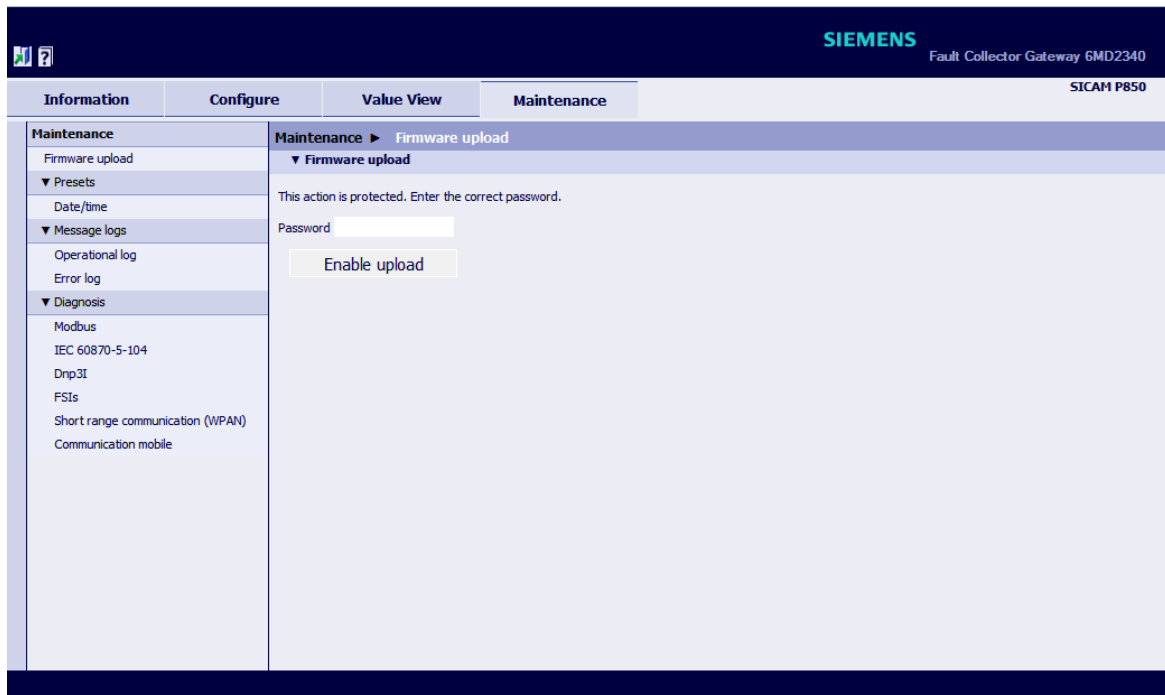 SIEMENS
Fault Collector Gateway 6MD2340
SICAM P850
Information Configure Value View Maintenance
Maintenance
Firmware upload
▼ Presets
Date/time
▼ Message logs
Operational log
Error log
▼ Diagnosis
Modbus
IEC 60870-5-104
Dnp3I
FSIs
Short range communication (WPAN)
Communication mobile
Maintenance ► Firmware upload
▼ Firmware upload
This action is protected. Enter the correct password.
Password
Enable upload